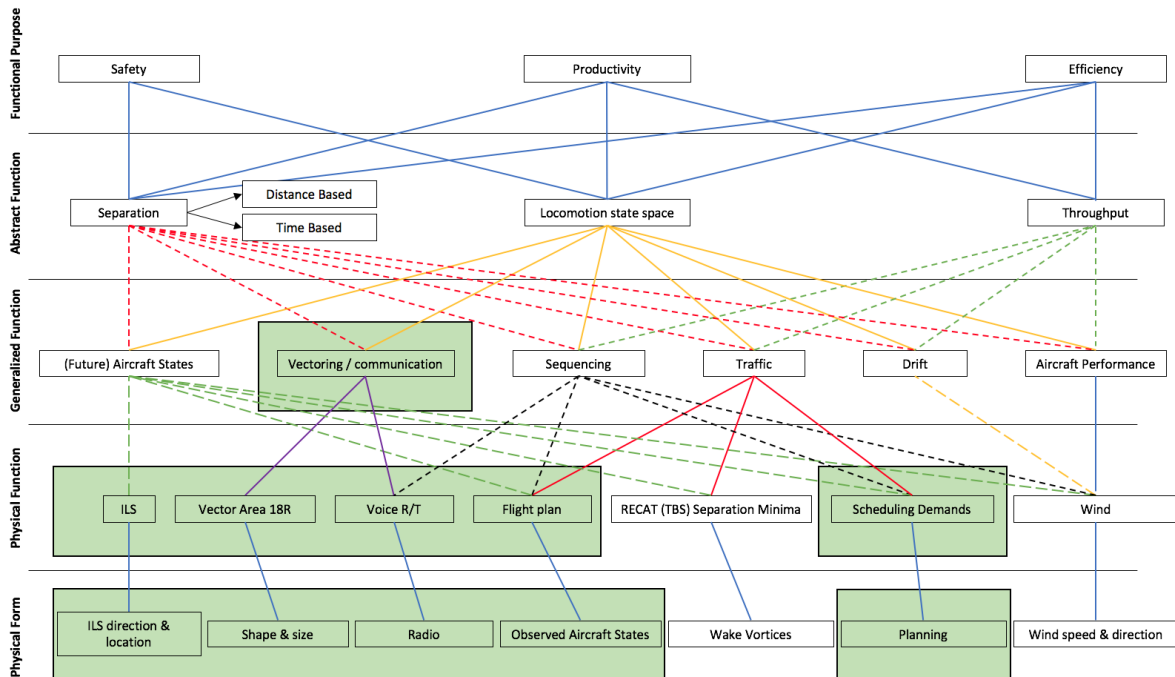 Functional Purpose
Safety
Productivity
Efficiency
Abstract Function
Separation
Distance Based
Time Based
Locomotion state space
Throughput
Generalized Function
(Future) Aircraft States
Vectoring / communication
Sequencing
Traffic
Drift
Aircraft Performance
Physical Function
ILS
Vector Area 18R
Voice R/T
Flight plan
RECAT (TBS) Separation Minima
Scheduling Demands
Wind
Physical Form
ILS direction &
location
Shape & size
Radio
Observed Aircraft States
Wake Vortices
Planning
Wind speed & direction